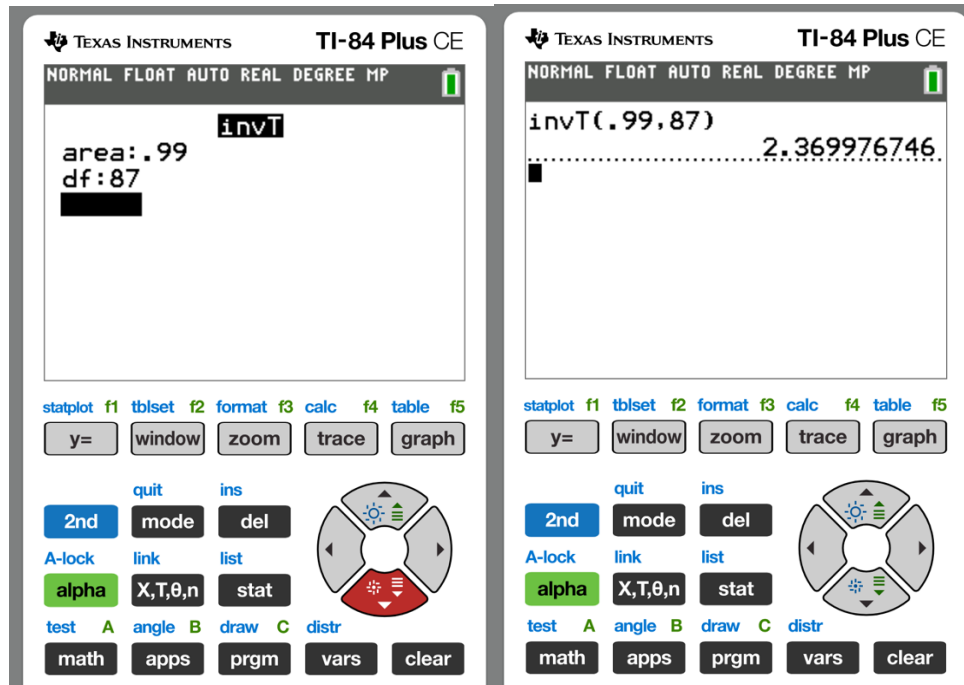 TEXAS INSTRUMENTS TI-84 Plus CE
NORMAL FLOAT AUTO REAL DEGREE MP
invT
area:.99
df:87
statplot f1 tblset f2 format f3 calc f4 table f5
y= window zoom trace graph
quit ins
2nd mode del
A-lock link list
alpha X,T,θ,n stat
test A angle B draw C distr
math apps prgm vars clear
TEXAS INSTRUMENTS TI-84 Plus CE
NORMAL FLOAT AUTO REAL DEGREE MP
invT(.99,87)
2.369976746
statplot f1 tblset f2 format f3 calc f4 table f5
y= window zoom trace graph
quit ins
2nd mode del
A-lock link list
alpha X,T,θ,n stat
test A angle B draw C distr
math apps prgm vars clear